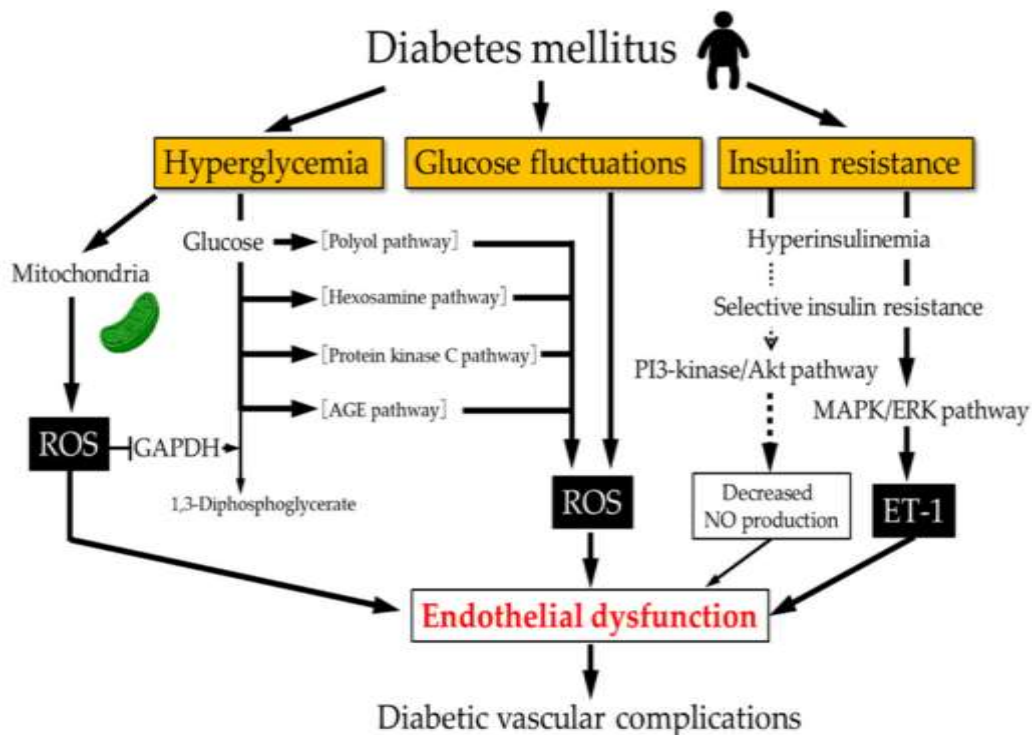 Diabetes mellitus
Hyperglycemia
Glucose fluctuations
Insulin resistance
Glucose
[Polyol pathway]
Hyperinsulinemia
Mitochondria
[Hexosamine pathway]
Selective insulin resistance
[Protein kinase C pathway]
PI3-kinase/Akt pathway
[AGE pathway]
MAPK/ERK pathway
ROS
GAPDH
1,3-Diphosphoglycerate
ROS
Decreased
NO production
ET-1
Endothelial dysfunction
Diabetic vascular complications